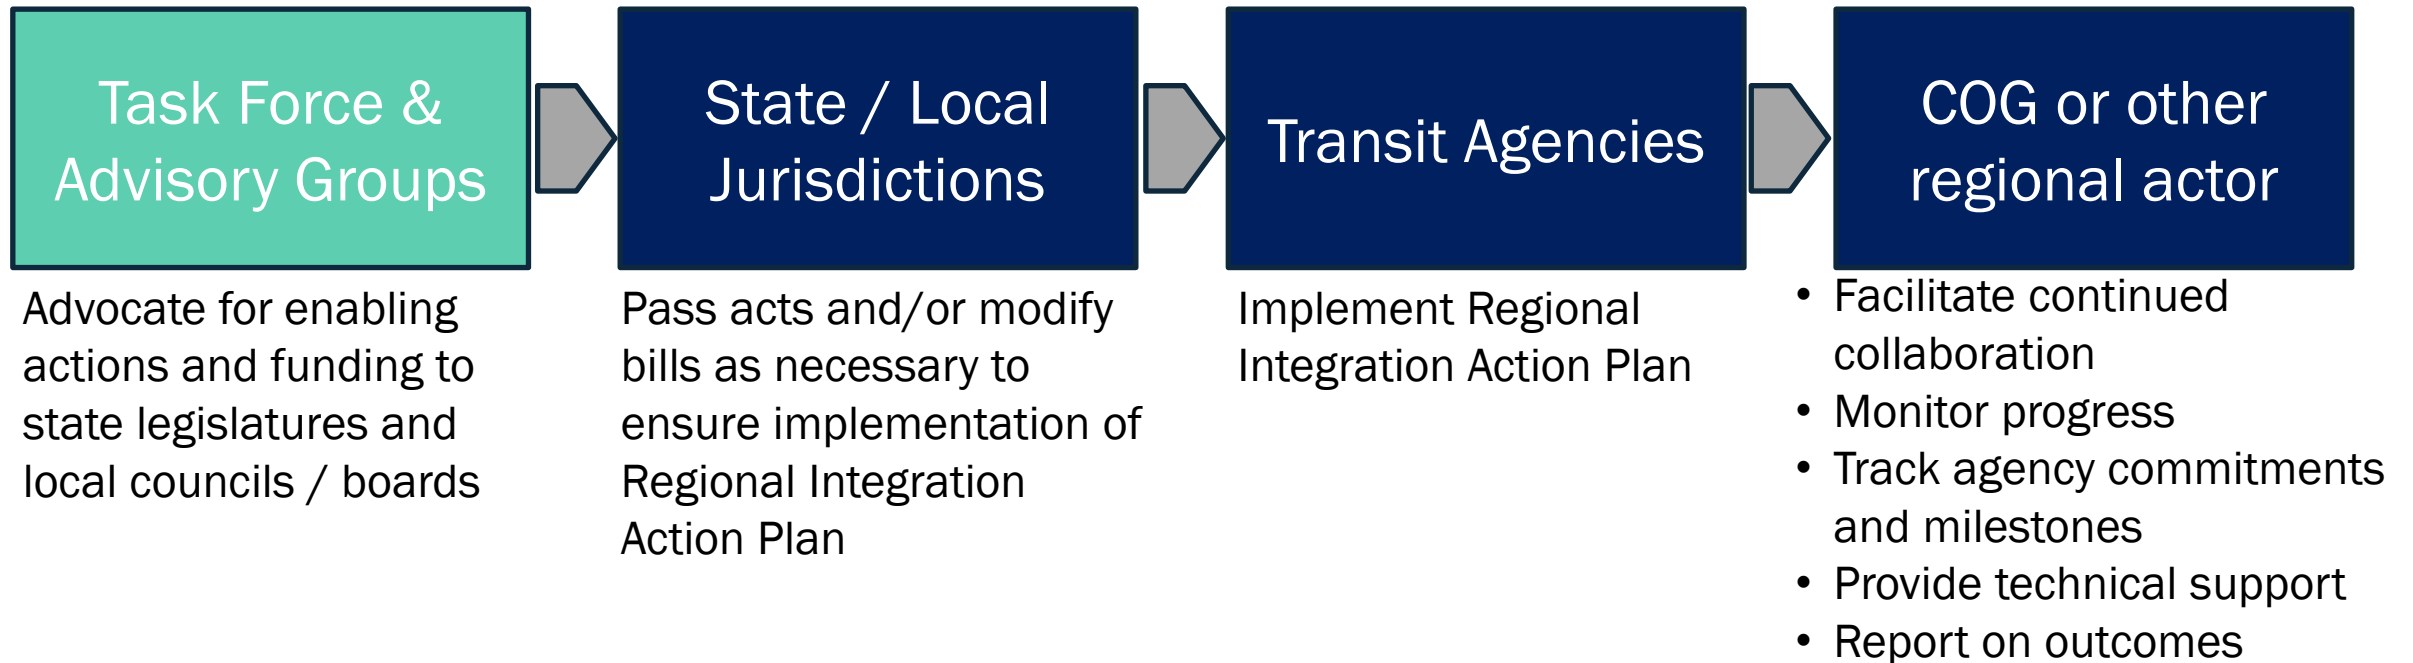 Task Force &
Advisory Groups
State / Local
Jurisdictions
Transit Agencies
COG or other
regional actor
Advocate for enabling
actions and funding to
state legislatures and
local councils / boards
Pass acts and/or modify
bills as necessary to
ensure implementation of
Regional Integration
Action Plan
Implement Regional
Integration Action Plan
• Facilitate continued
collaboration
• Monitor progress
• Track agency commitments
and milestones
• Provide technical support
• Report on outcomes